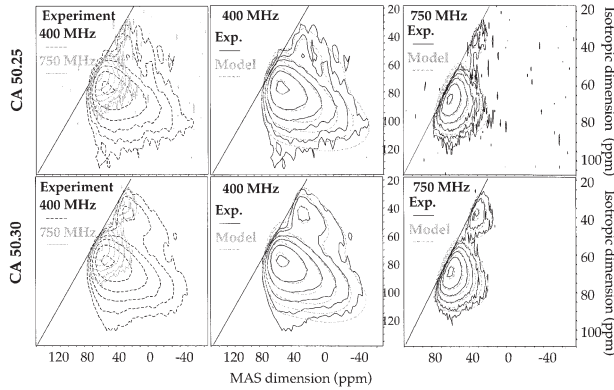 Experiment
400 MHz
750 MHz
400 MHz
Exp.
Model
750 MHz
Exp.
Model
CA 50.25
20
40
60
80
100
120
20
40
60
80
100
Isotropic dimension (ppm)
Experiment
400 MHz
750 MHz
400 MHz
Exp.
Model
750 MHz
Exp.
Model
CA 50.30
20
40
60
80
100
120
20
40
60
80
100
Isotropic dimension (ppm)
120 80 40 0 -40
120 80 40 0 -40
80 40 0 -40
MAS dimension (ppm)